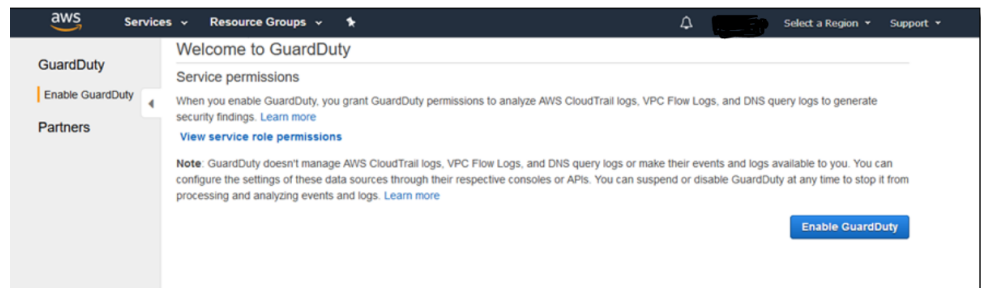 aws Services Resource Groups Select a Region Support
GuardDuty
Enable GuardDuty
Partners
Welcome to GuardDuty
Service permissions
When you enable GuardDuty, you grant GuardDuty permissions to analyze AWS CloudTrail logs, VPC Flow Logs, and DNS query logs to generate
security findings. Learn more
View service role permissions
Note: GuardDuty doesn't manage AWS CloudTrail logs, VPC Flow Logs, and DNS query logs or make their events and logs available to you. You can
configure the settings of these data sources through their respective consoles or APIs. You can suspend or disable GuardDuty at any time to stop it from
processing and analyzing events and logs. Learn more
Enable GuardDuty